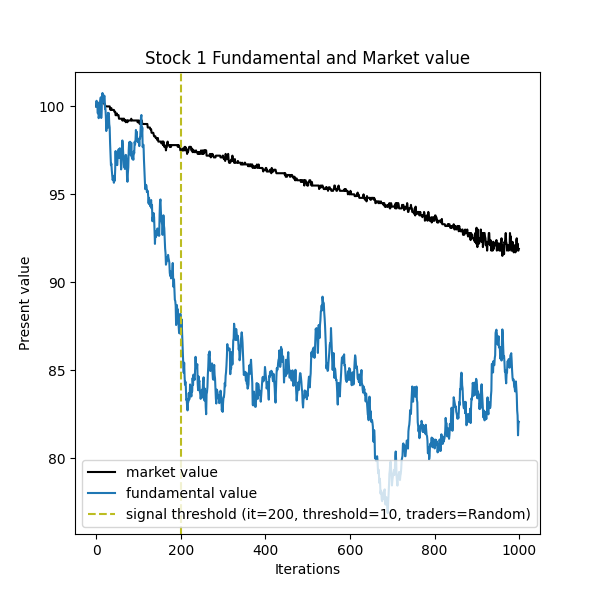 Stock 1 Fundamental and Market value
100
95
90
85
80
Present value
market value
fundamental value
signal threshold (it=200, threshold=10, traders=Random)
0 200 400 600 800 1000
Iterations